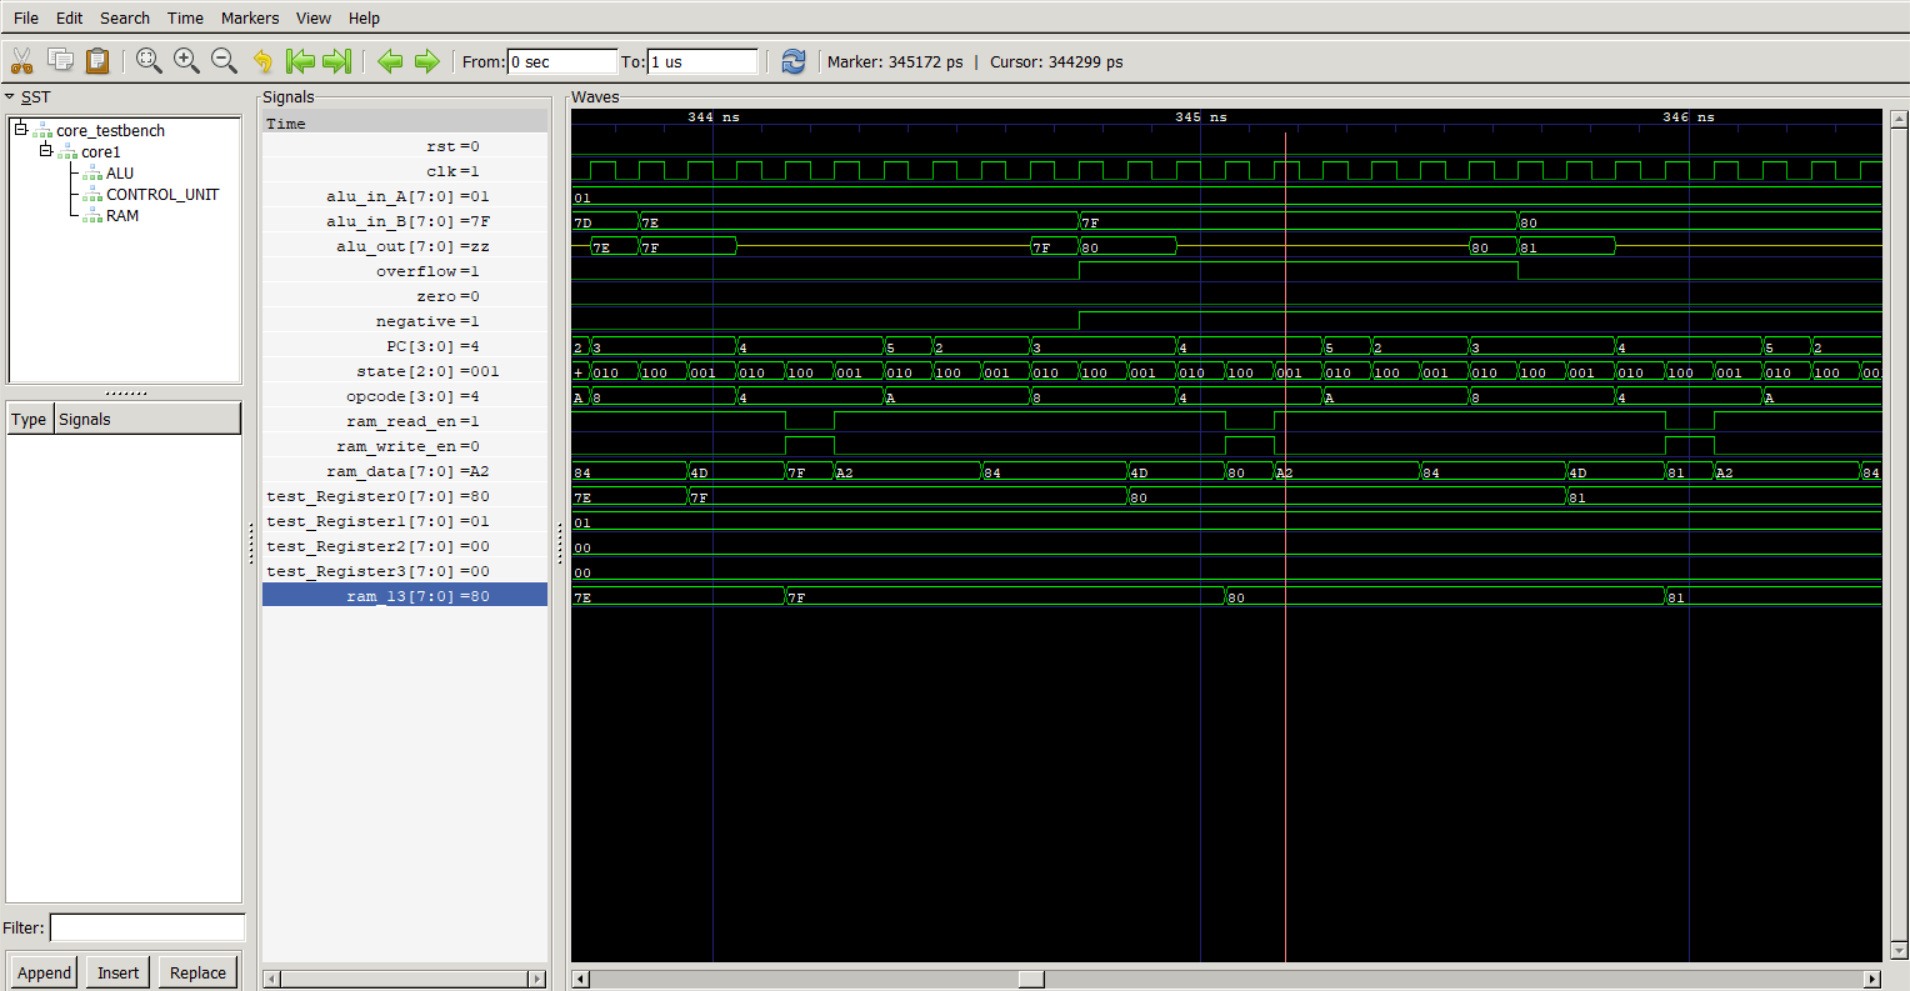 File Edit Search Time Markers View Help
From: 0 sec To: 1 us Marker: 345172 ps | Cursor: 344299 ps
SST
core_testbench
core1
ALU
CONTROL_UNIT
RAM
Type Signals
Filter:
Append Insert Replace
Signals
Time
rst=0
clk=1
alu_in_A[7:0]=01
alu_in_B[7:0]=7F
alu_out[7:0]=zz
overflow=1
zero=0
negative=1
PC[3:0]=4
state[2:0]=001
opcode[3:0]=4
ram_read_en=1
ram_write_en=0
ram_data[7:0]=A2
test_Register0[7:0]=80
test_Register1[7:0]=01
test_Register2[7:0]=00
test_Register3[7:0]=00
ram_13[7:0]=80
Waves
344 ns 345 ns 346 ns
01
7D 7E 7F 80
7E 7F 7F 80 80 81
2 3 4 5 2 3 4 5 2 3 4 5 2
+ 010 100 001 010 100 001 010 100 001 010 100 001 010 100 001 010 100 001 010 100 001 010 100 001 010 100 00
A 8 4 A 8 4 A 8 4 A
84 4D 7F A2 84 4D 80 A2 84 4D 81 A2 84
7E 7F 80 81
01
00
00
7E 7F 80 81